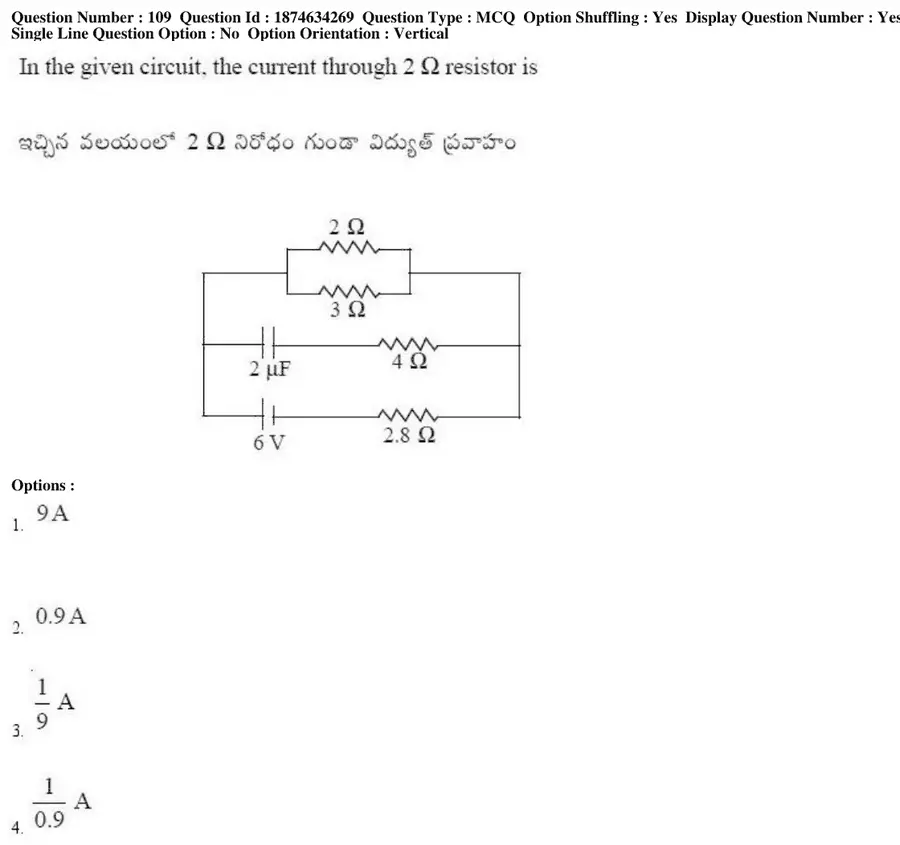 Question Number : 109 Question Id : 1874634269 Question Type : MCQ Option Shuffling : Yes Display Question Number : Yes
Single Line Question Option : No Option Orientation : Vertical
In the given circuit, the current through 2 Ω resistor is
ఇచ్చిన వలయంలో 2 Ω నిరోధం గుండా విద్యుత్ ప్రవాహం
2 Ω
3 Ω
2 μF 4 Ω
6 V 2.8 Ω
Options :
1. 9 A
2. 0.9 A
3. 1/9 A
4. 1/0.9 A